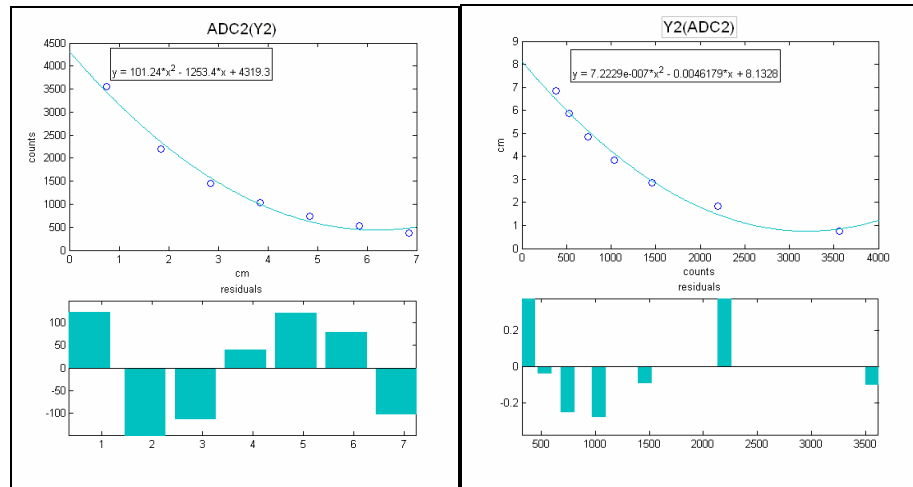 ADC2(Y2)
4500
4000
3500
3000
2500
2000
1500
1000
500
0
counts
y = 101.24*x² - 1253.4*x + 4319.3
0 1 2 3 4 5 6 7
cm
residuals
100
50
0
-50
-100
1 2 3 4 5 6 7
Y2(ADC2)
9
8
7
6
5
4
3
2
1
0
cm
y = 7.2229e-007*x² - 0.0046179*x + 8.1328
0 500 1000 1500 2000 2500 3000 3500 4000
counts
residuals
0.2
0
-0.2
500 1000 1500 2000 2500 3000 3500